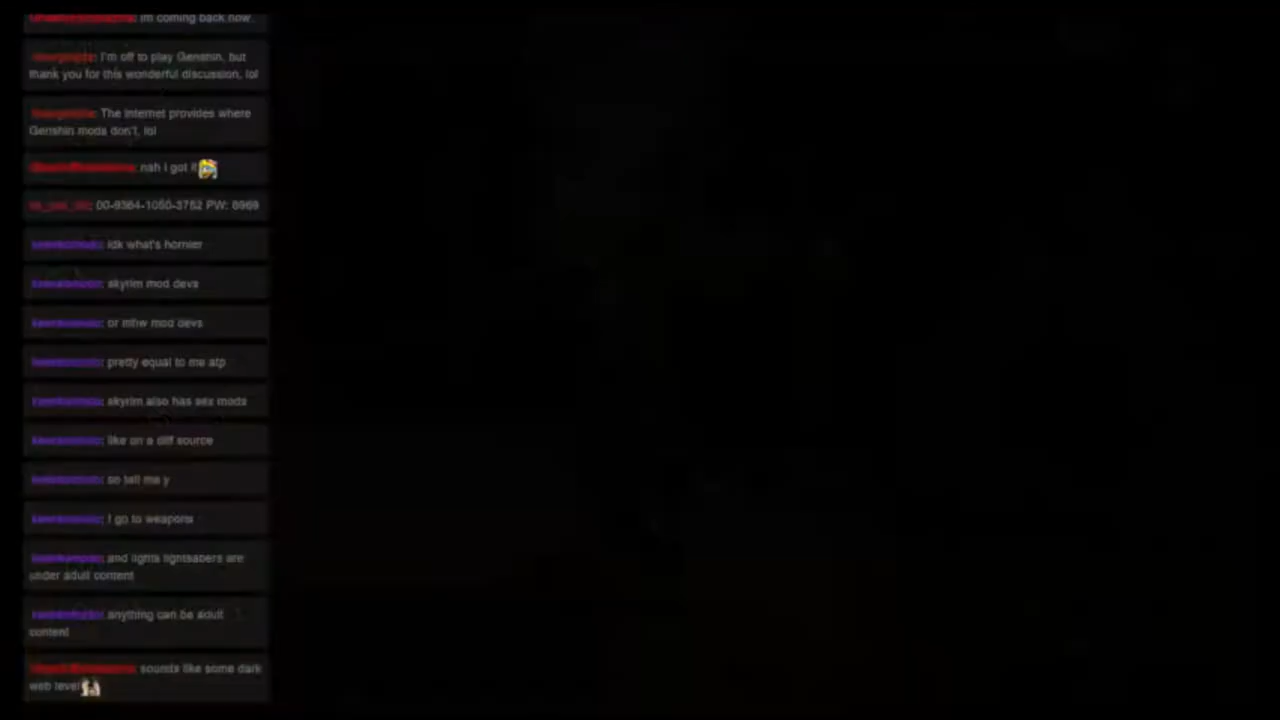 : im coming back now
: I'm off to play Genshin, but
thank you for this wonderful discussion, lol
: The internet provides where
Genshin mods don't, lol
: nah i got it
: 00-9364-1050-3752 PW: 8969
: idk what's hornier
: skyrim mod devs
: or mhw mod devs
: pretty equal to me atp
: skyrim also has sex mods
: like on a diff source
: so tell me y
: I go to weapons
: and lights lightsabers are
under adult content
: anything can be adult
content
: sounds like some dark
web level